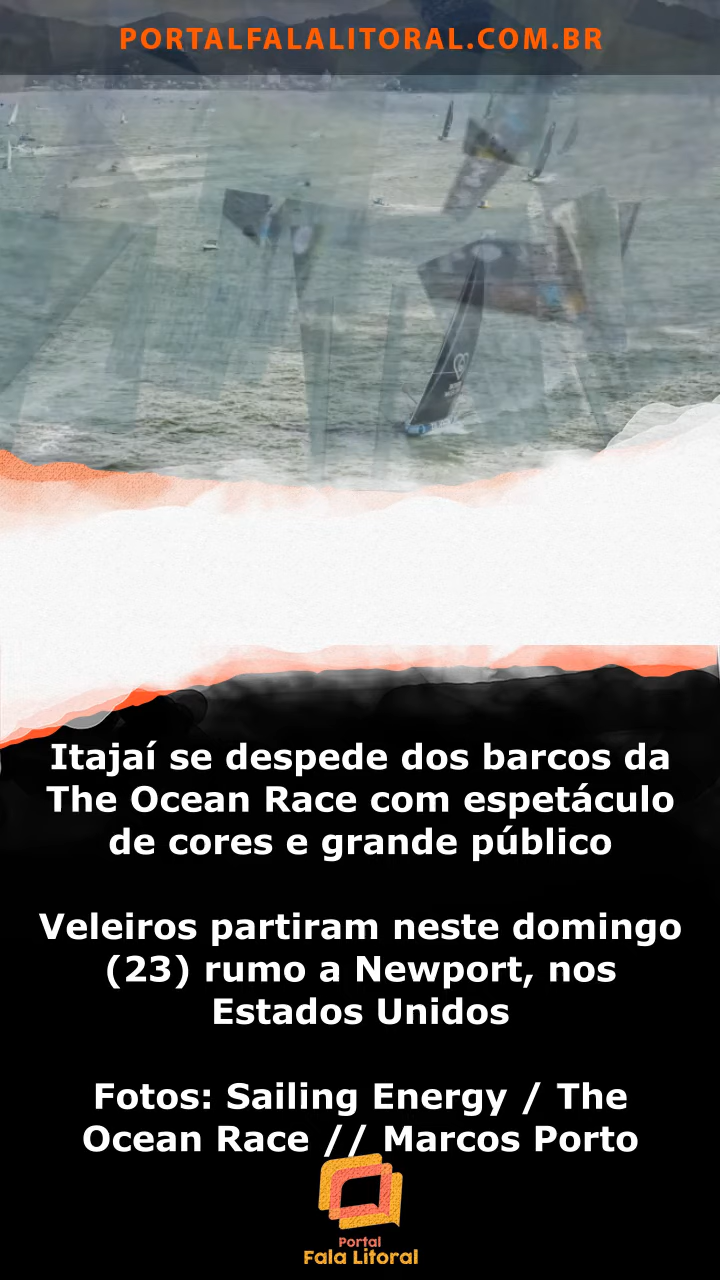 PORTALFALALITORAL.COM.BR
Itajaí se despede dos barcos da
The Ocean Race com espetáculo
de cores e grande público
Veleiros partiram neste domingo
(23) rumo a Newport, nos
Estados Unidos
Fotos: Sailing Energy / The
Ocean Race // Marcos Porto
Portal
Fala Litoral